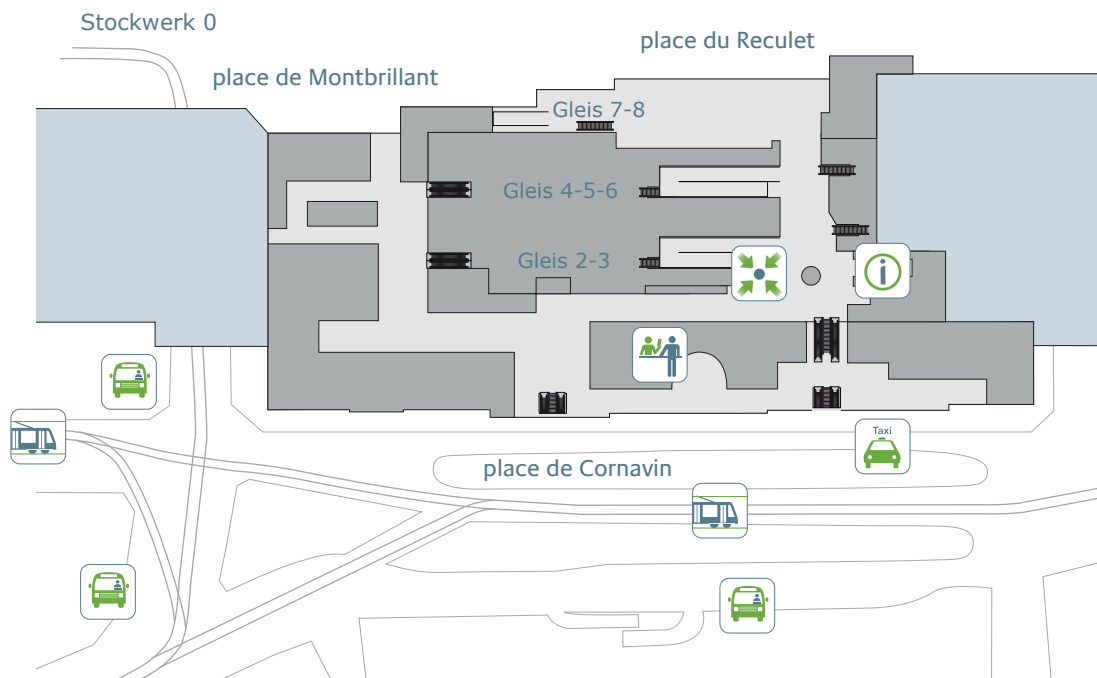 Stockwerk 0
place du Reculet
place de Montbrillant
Gleis 7-8
Gleis 4-5-6
Gleis 2-3
i
Taxi
place de Cornavin